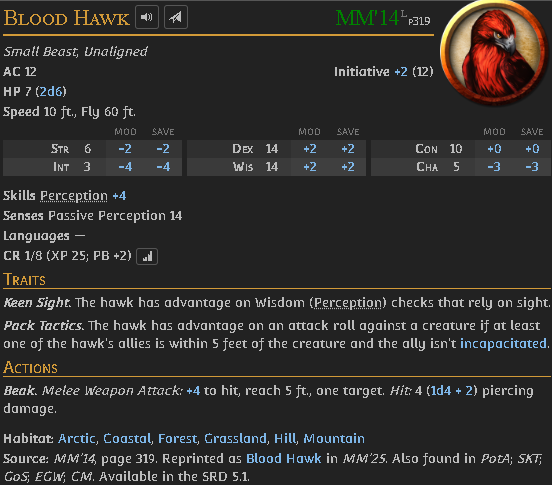 Blood Hawk MM'14 L p319
Small Beast, Unaligned
AC 12 Initiative +2 (12)
HP 7 (2d6)
Speed 10 ft., Fly 60 ft.
MOD SAVE MOD SAVE MOD SAVE
Str 6 -2 -2 Dex 14 +2 +2 Con 10 +0 +0
Int 3 -4 -4 Wis 14 +2 +2 Cha 5 -3 -3
Skills Perception +4
Senses Passive Perception 14
Languages —
CR 1/8 (XP 25; PB +2)
Traits
Keen Sight. The hawk has advantage on Wisdom (Perception) checks that rely on sight.
Pack Tactics. The hawk has advantage on an attack roll against a creature if at least
one of the hawk's allies is within 5 feet of the creature and the ally isn't incapacitated.
Actions
Beak. Melee Weapon Attack: +4 to hit, reach 5 ft., one target. Hit: 4 (1d4 + 2) piercing
damage.
Habitat: Arctic, Coastal, Forest, Grassland, Hill, Mountain
Source: MM'14, page 319. Reprinted as Blood Hawk in MM'25. Also found in PotA; SKT;
GoS; EGW; CM. Available in the SRD 5.1.